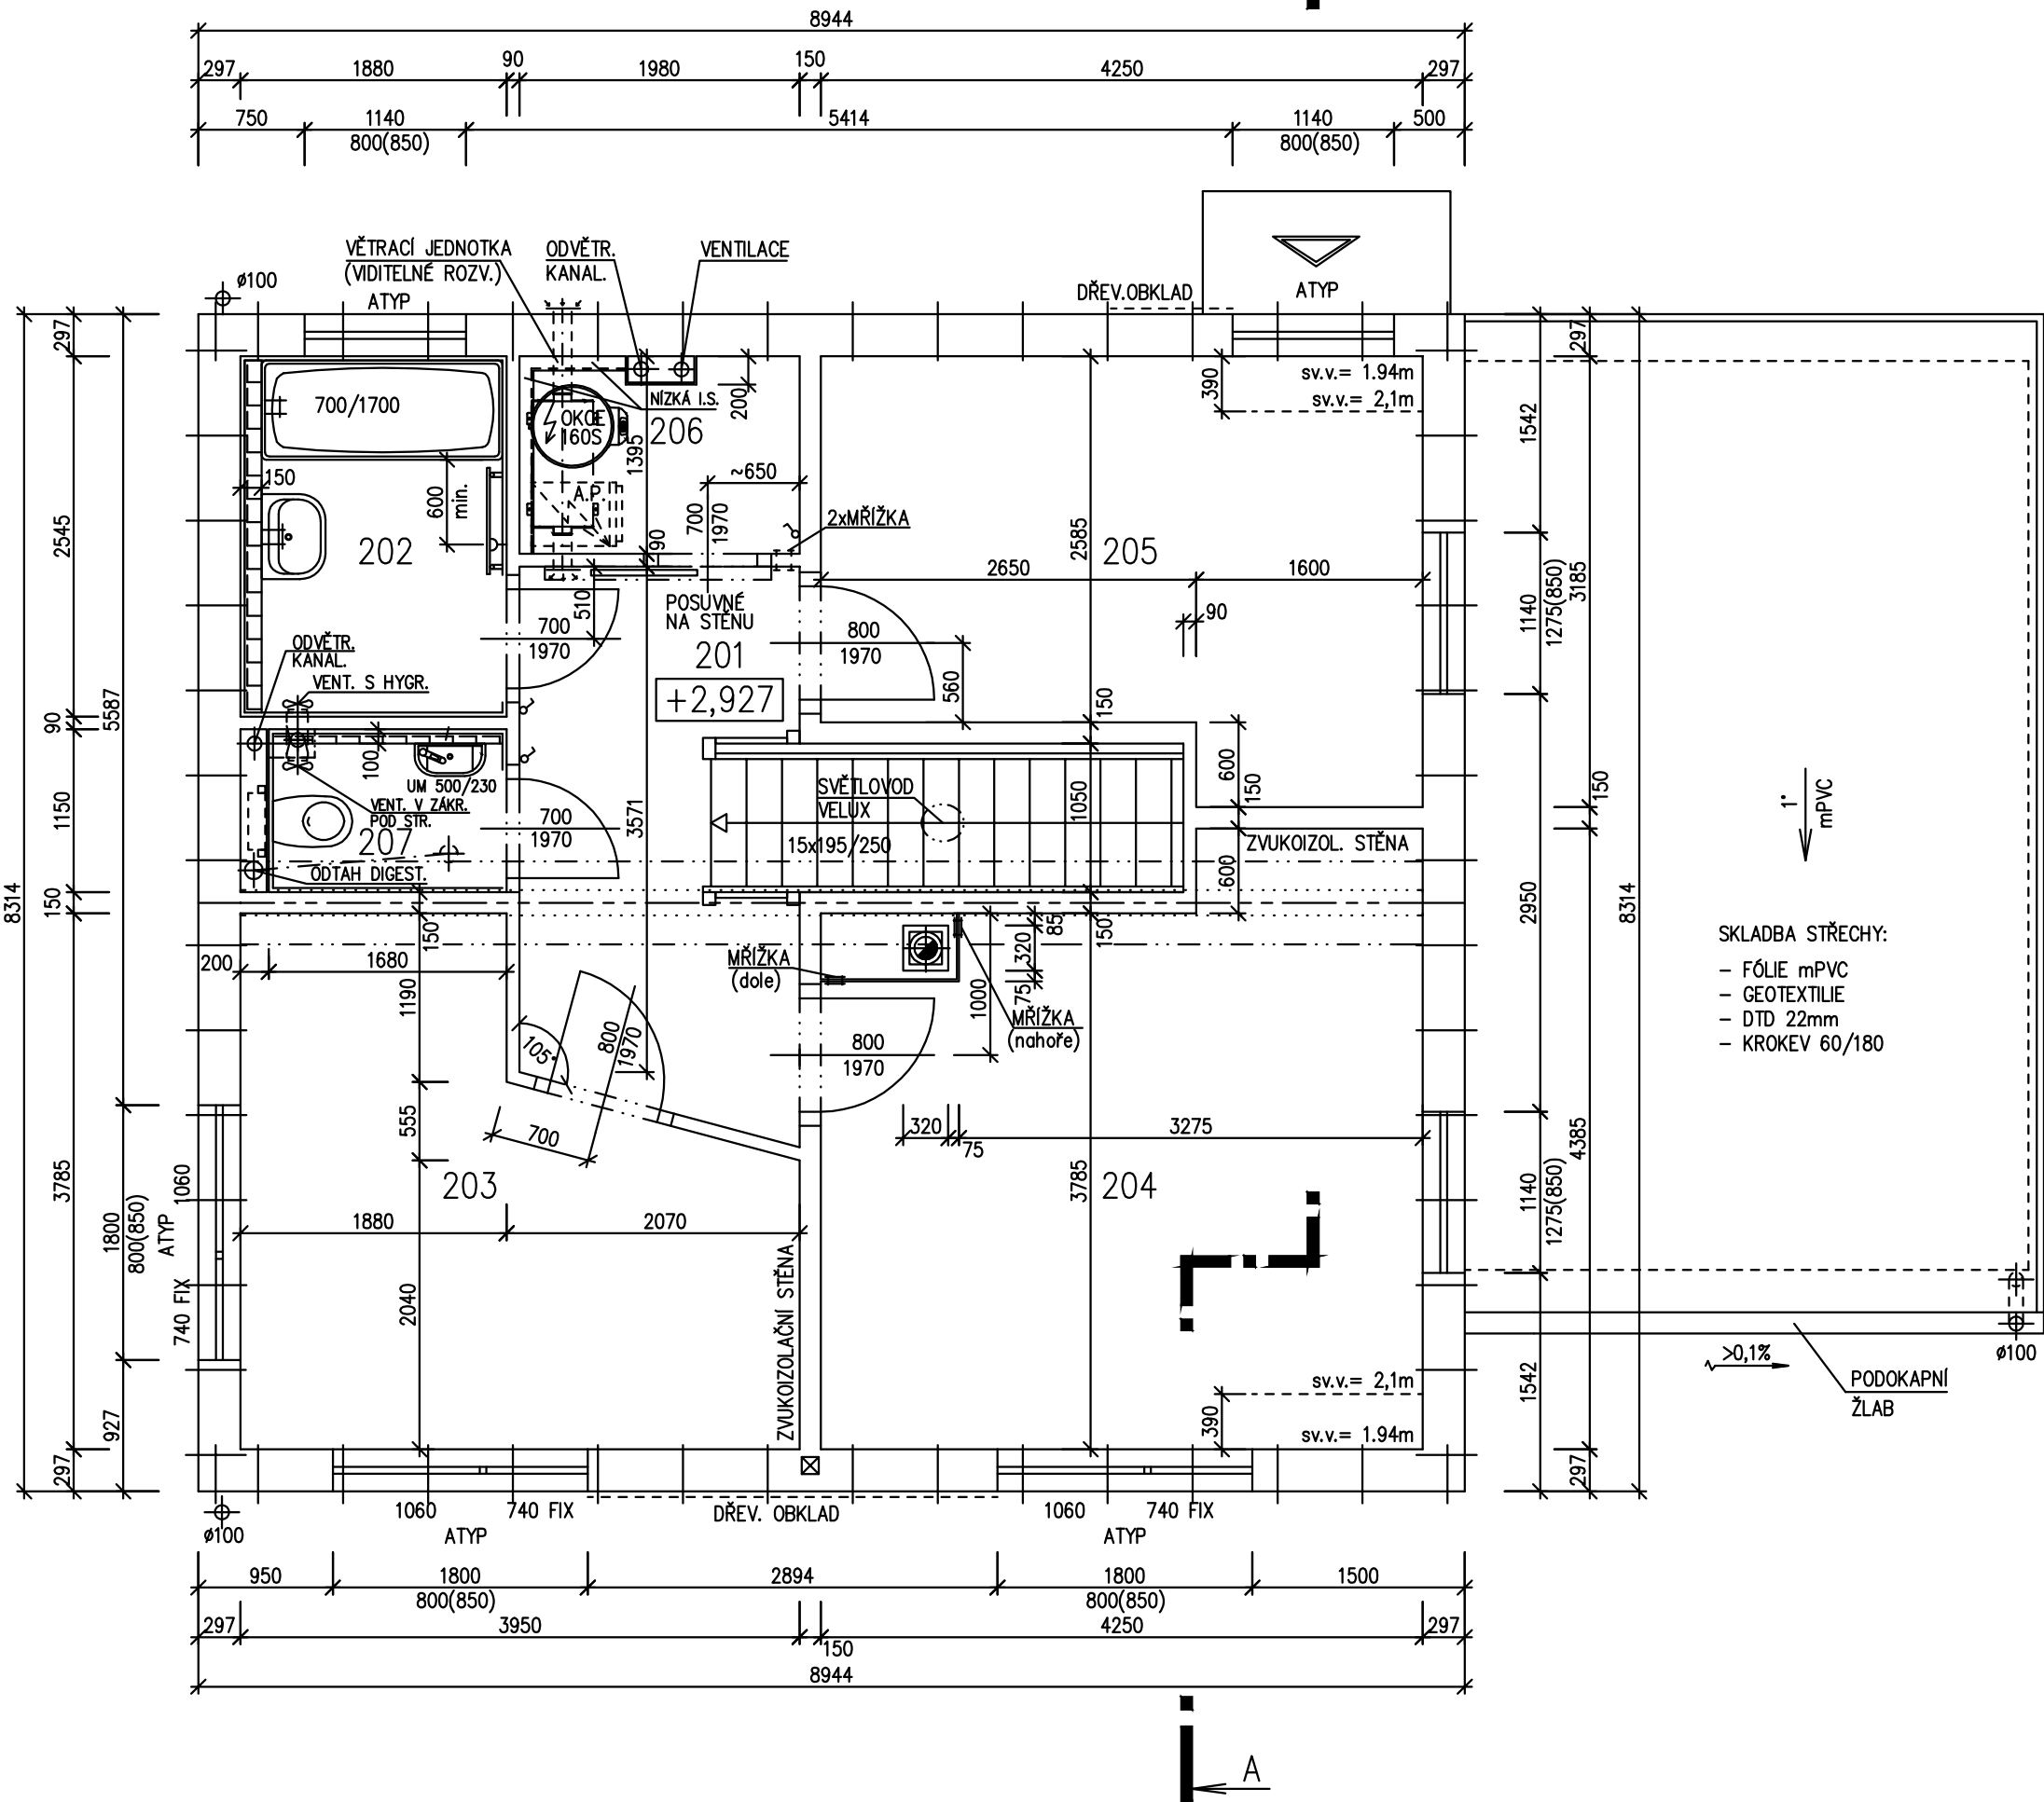 8944
297 1880 90 1980 150 4250 297
750 1140 5414 1140 500
800(850) 800(850)
VĚTRACÍ JEDNOTKA
(VIDITELNÉ ROZV.)
ODVĚTR.
KANAL.
VENTILACE
ø100
ATYP
DŘEV.OBKLAD
ATYP
8314
297
2545
90
1150
150
3785
297
5587
1800
800(850)
ATYP
1060
740 FIX
927
700/1700
150
600
min.
202
OKCE
160S
A.P.
NÍZKÁ I.S.
206
200
1395
~650
700
1970
90
2xMŘÍŽKA
510
POSUVNÉ
NA STĚNU
201
+2,927
700
1970
800
1970
560
sv.v.= 1.94m
sv.v.= 2,1m
390
2585
205
2650 1600
90
150
600
150
ODVĚTR.
KANAL.
VENT. S HYGR.
100
UM 500/230
VENT. V ZÁKR.
POD STR.
207
ODTAH DIGEST.
700
1970
3571
SVĚTLOVOD
VELUX
15x195/250
1050
600
ZVUKOIZOL. STĚNA
150
200 1680
1190
555
2040
105°
800
1970
700
203
1880 2070
ZVUKOIZOLAČNÍ STĚNA
MŘÍŽKA
(dole)
320
85
75
150
1000
MŘÍŽKA
(nahoře)
800
1970
320
75
3275
3785
204
sv.v.= 2,1m
390
sv.v.= 1.94m
1542
1140
1275(850)
2950
1140
1275(850)
1542
297
3185
150
4385
297
8314
1°
mPVC
SKLADBA STŘECHY:
– FÓLIE mPVC
– GEOTEXTILIE
– DTD 22mm
– KROKEV 60/180
>0,1%
PODOKAPNÍ
ŽLAB
ø100
ø100
1060 740 FIX
ATYP
DŘEV. OBKLAD
1060 740 FIX
ATYP
950 1800 2894 1800 1500
800(850) 800(850)
297 3950 150 4250 297
8944
A